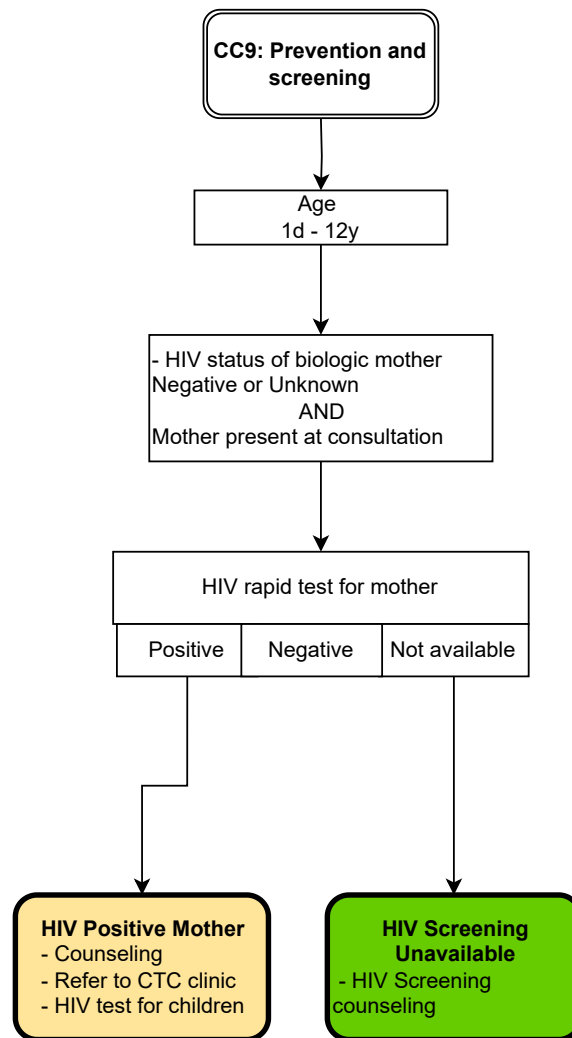 CC9: Prevention and
screening
Age
1d - 12y
- HIV status of biologic mother
Negative or Unknown
AND
Mother present at consultation
HIV rapid test for mother
Positive
Negative
Not available
HIV Positive Mother
- Counseling
- Refer to CTC clinic
- HIV test for children
HIV Screening
Unavailable
- HIV Screening
counseling